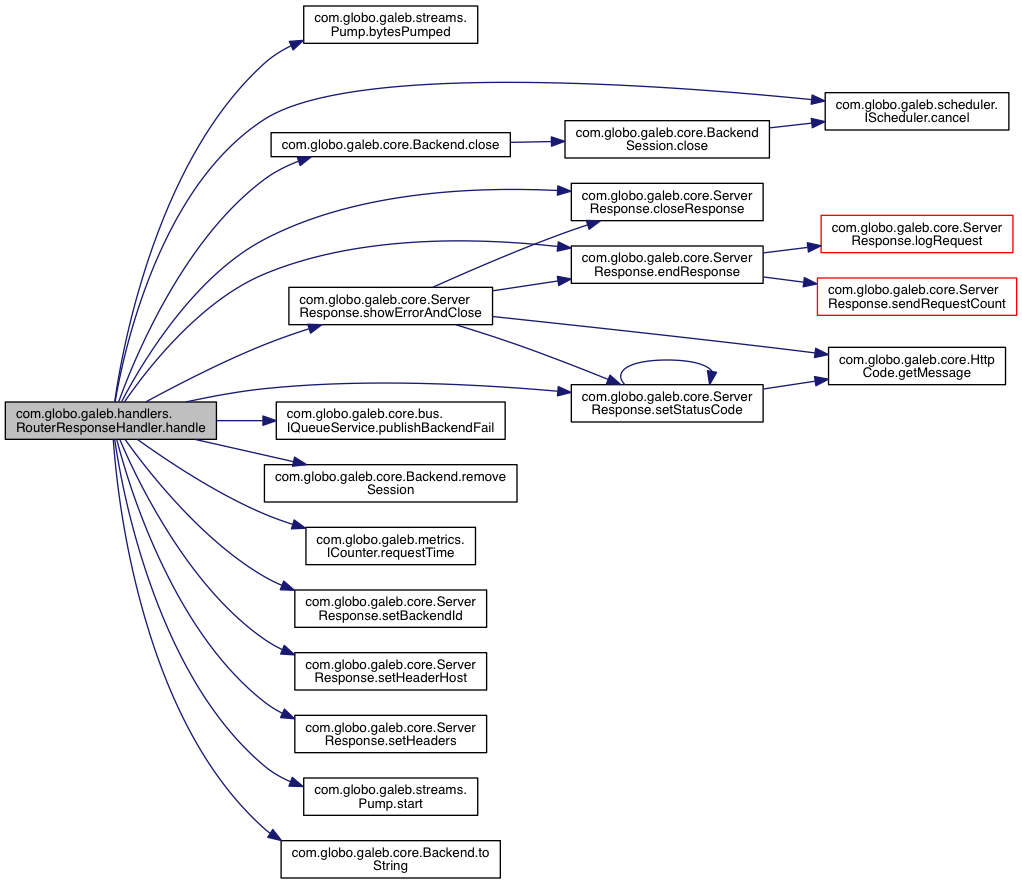 com.globo.galeb.streams.
Pump.bytesPumped
com.globo.galeb.scheduler.
IScheduler.cancel
com.globo.galeb.core.Backend.close
com.globo.galeb.core.Backend
Session.close
com.globo.galeb.core.Server
Response.closeResponse
com.globo.galeb.core.Server
Response.logRequest
com.globo.galeb.core.Server
Response.endResponse
com.globo.galeb.core.Server
Response.sendRequestCount
com.globo.galeb.core.Server
Response.showErrorAndClose
com.globo.galeb.core.Http
Code.getMessage
com.globo.galeb.core.Server
Response.setStatusCode
com.globo.galeb.handlers.
RouterResponseHandler.handle
com.globo.galeb.core.bus.
IQueueService.publishBackendFail
com.globo.galeb.core.Backend.remove
Session
com.globo.galeb.metrics.
ICounter.requestTime
com.globo.galeb.core.Server
Response.setBackendId
com.globo.galeb.core.Server
Response.setHeaderHost
com.globo.galeb.core.Server
Response.setHeaders
com.globo.galeb.streams.
Pump.start
com.globo.galeb.core.Backend.to
String